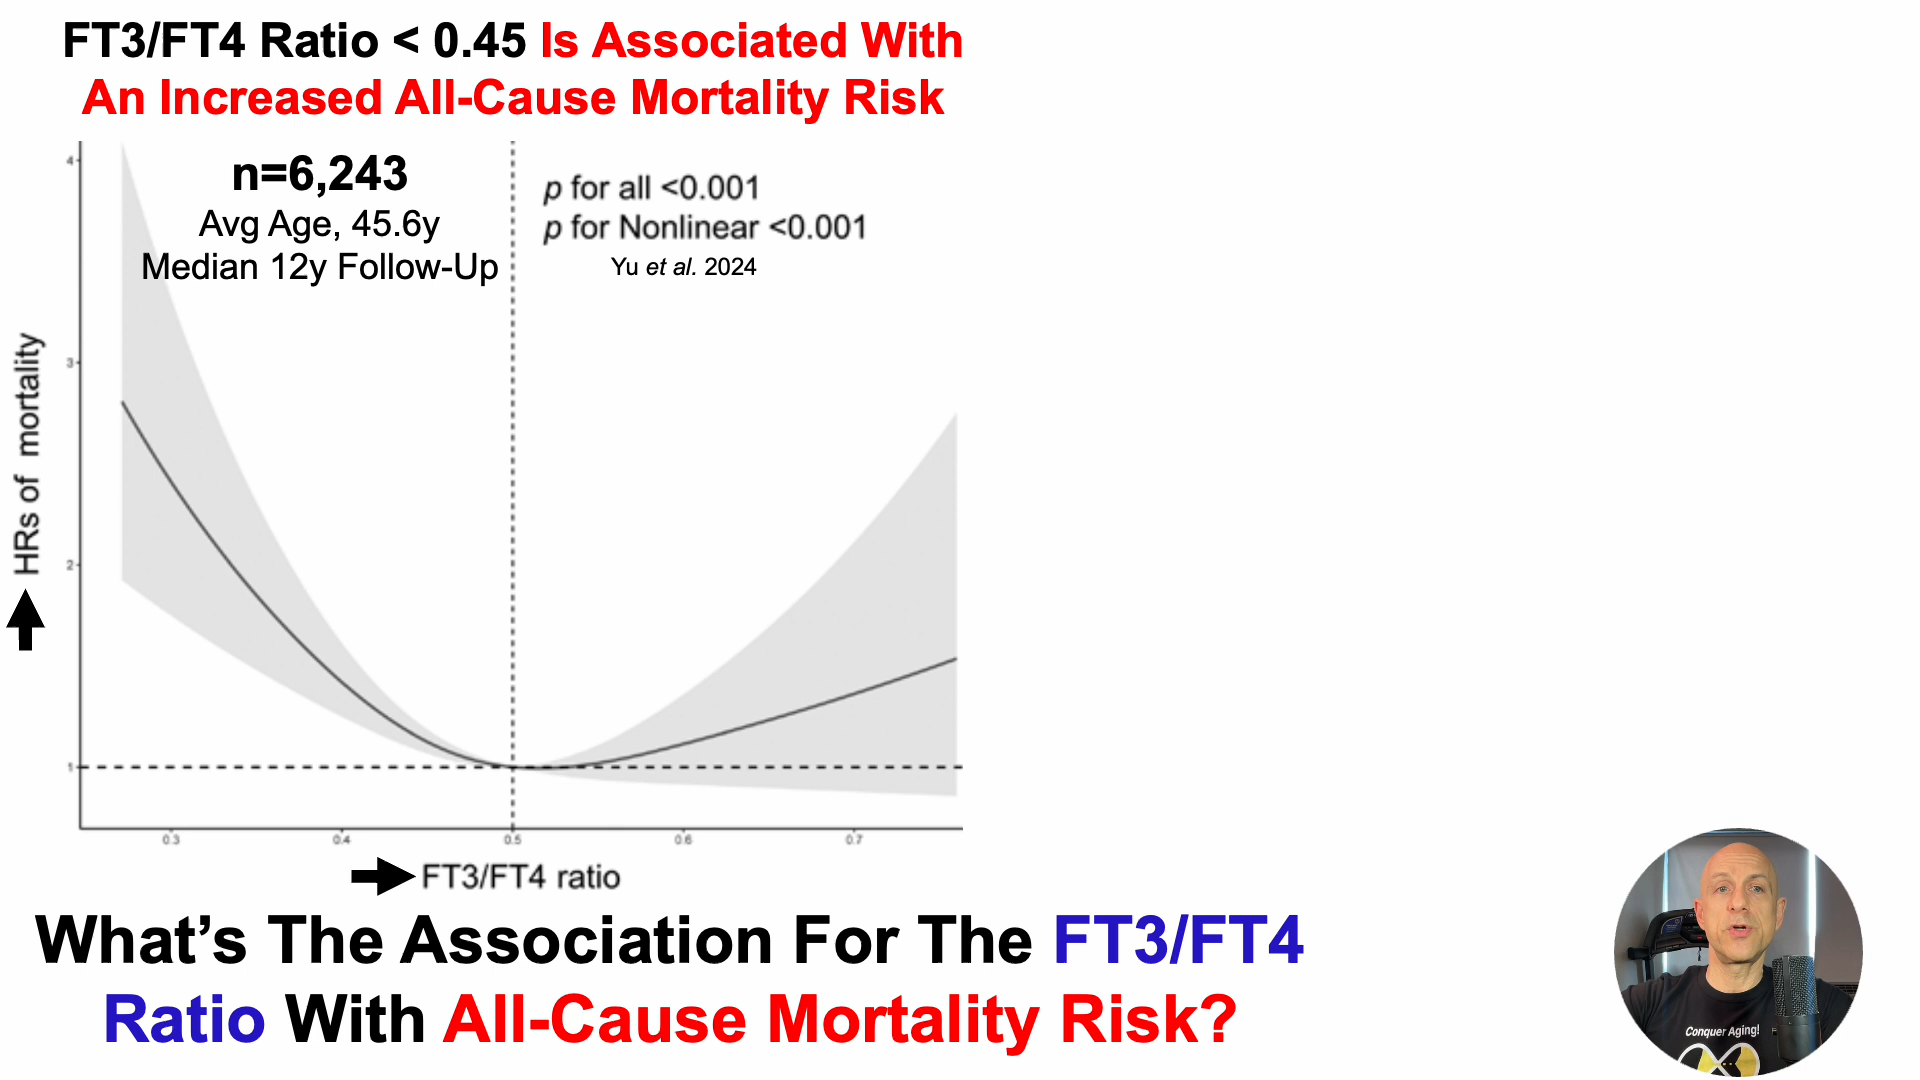 FT3/FT4 Ratio < 0.45 Is Associated With
An Increased All-Cause Mortality Risk
n=6,243
Avg Age, 45.6y
Median 12y Follow-Up
p for all <0.001
p for Nonlinear <0.001
Yu et al. 2024
HRs of mortality
4
3
2
1
0.3 0.4 0.5 0.6 0.7
FT3/FT4 ratio
What's The Association For The FT3/FT4
Ratio With All-Cause Mortality Risk?
Conquer Aging!